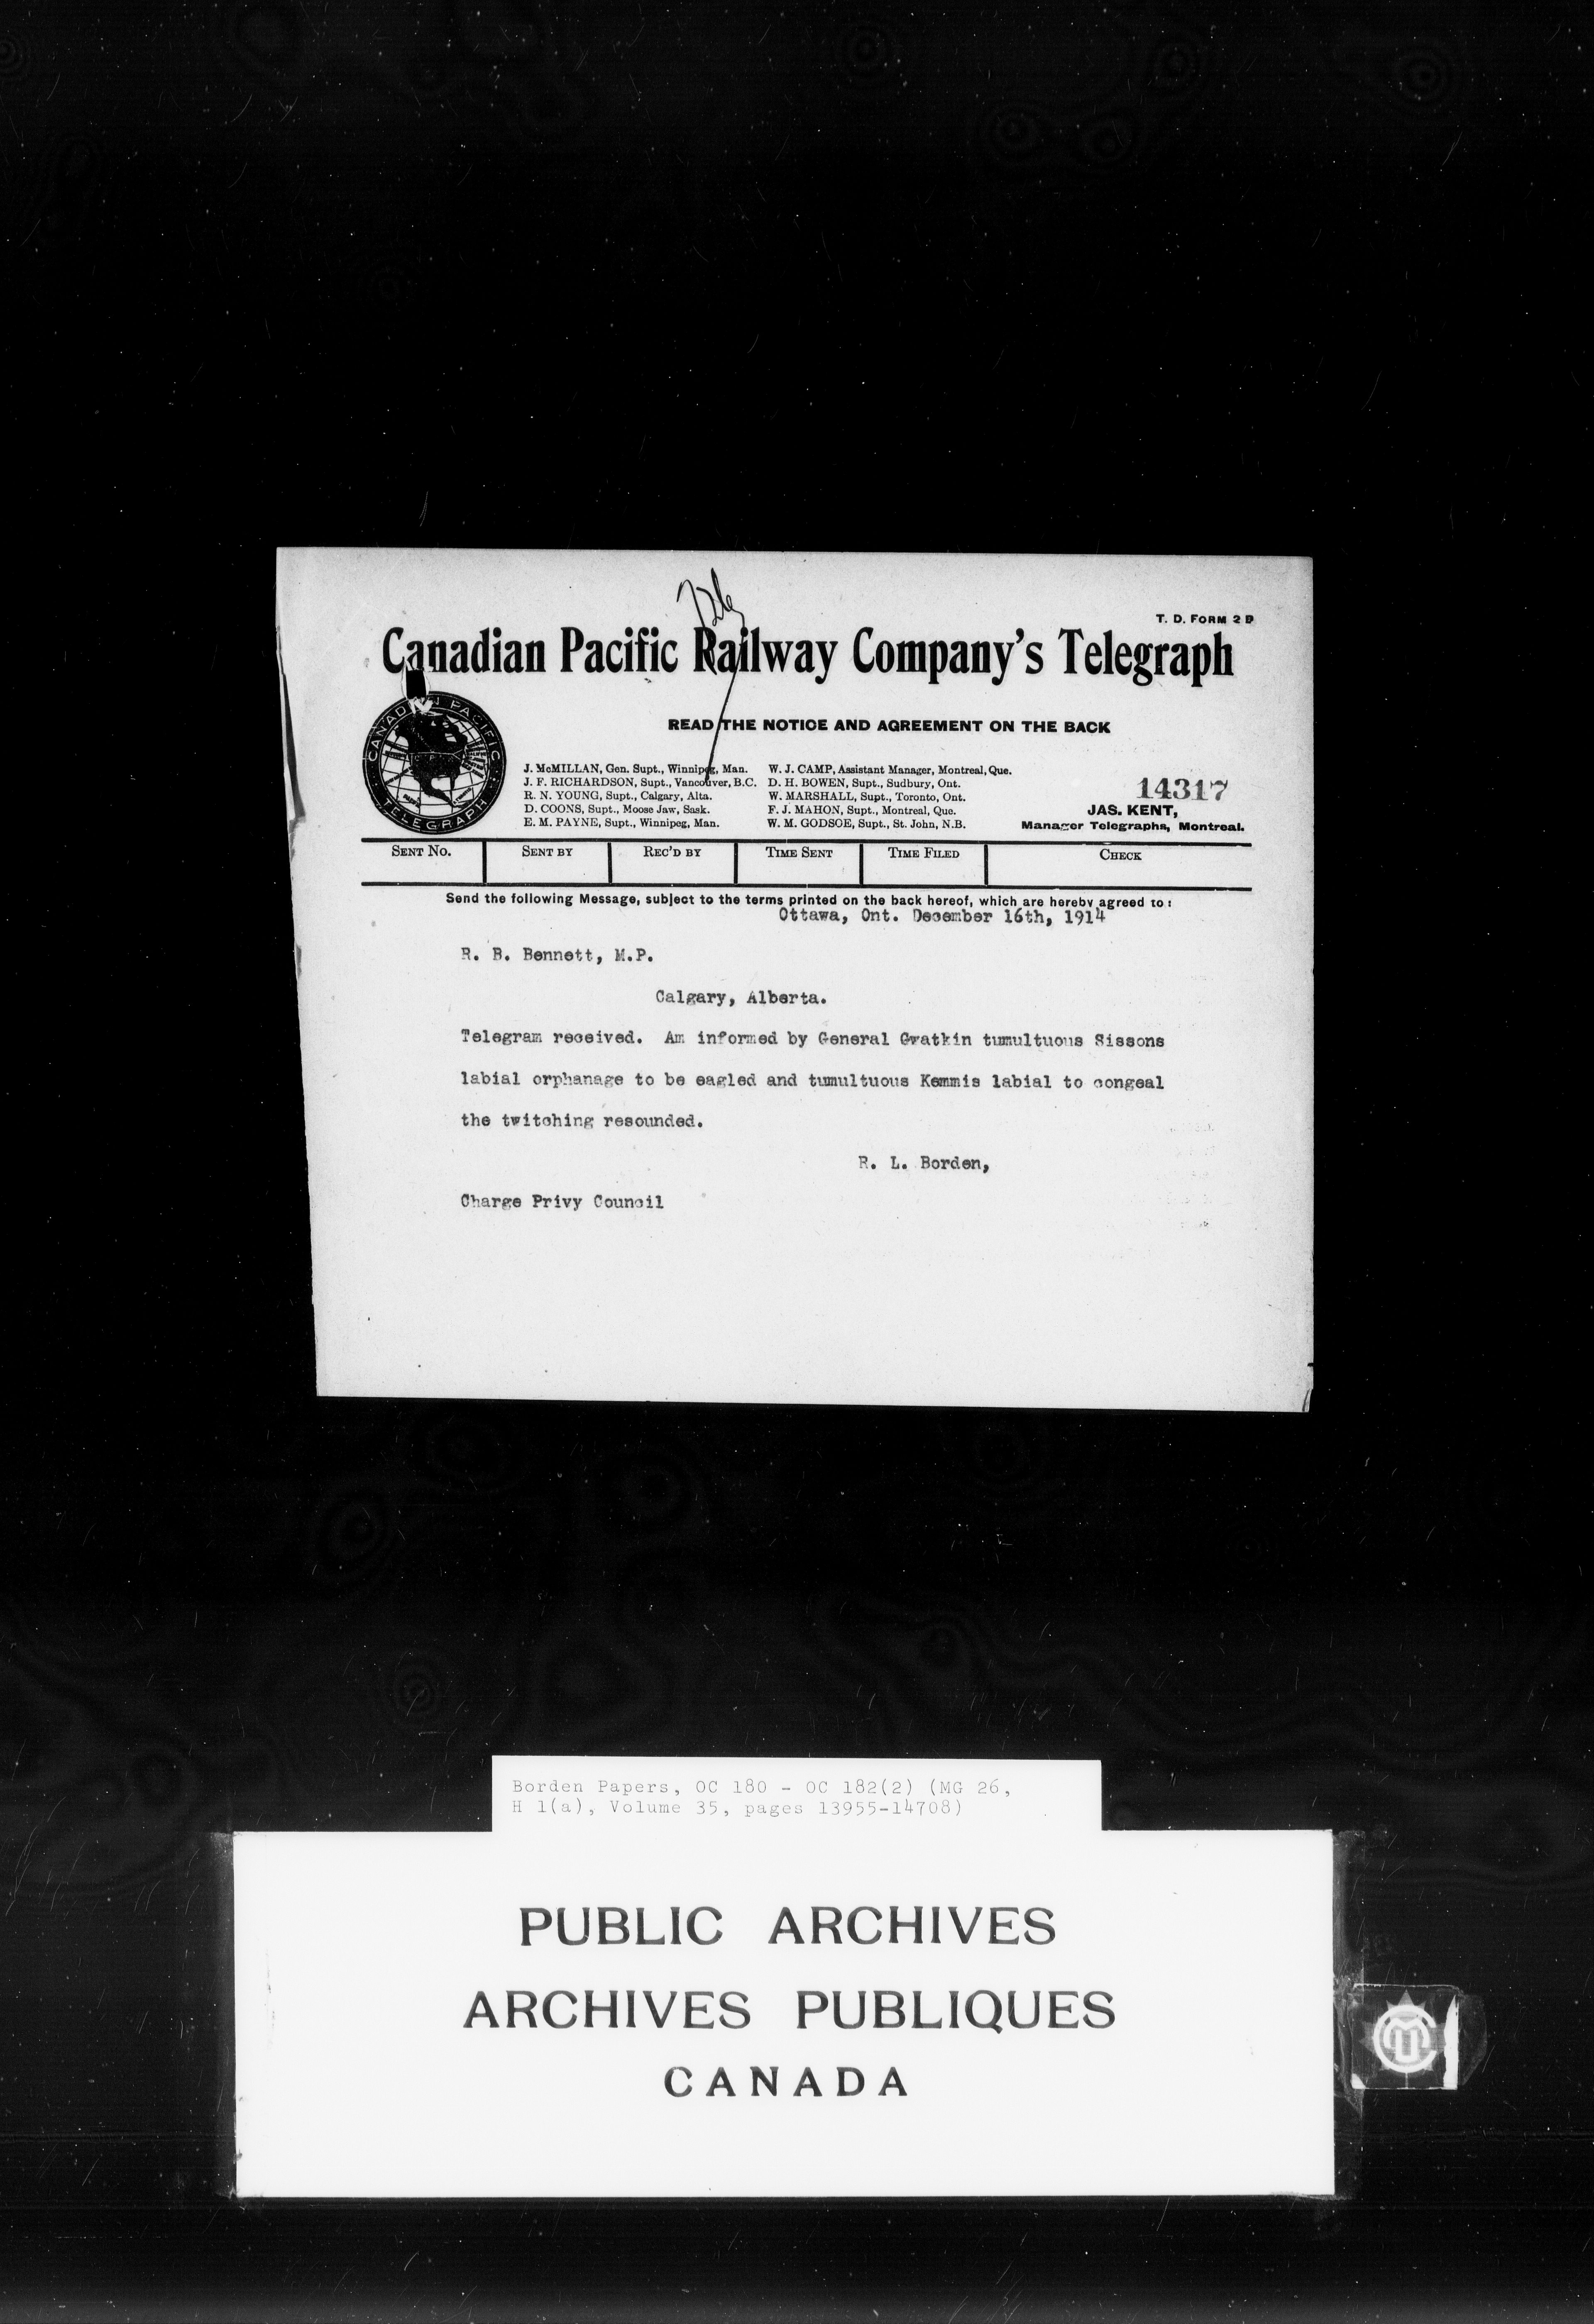 T. D. FORM 2 D
Canadian Pacific Railway Company's Telegraph
CANADIAN PACIFIC
TELEGRAPH
READ THE NOTICE AND AGREEMENT ON THE BACK
J. McMILLAN, Gen. Supt., Winnipeg, Man.
J. F. RICHARDSON, Supt., Vancouver, B.C.
R. N. YOUNG, Supt., Calgary, Alta.
D. COONS, Supt., Moose Jaw, Sask.
E. M. PAYNE, Supt., Winnipeg, Man.
W. J. CAMP, Assistant Manager, Montreal, Que.
D. H. BOWEN, Supt., Sudbury, Ont.
W. MARSHALL, Supt., Toronto, Ont.
F. J. MAHON, Supt., Montreal, Que.
W. M. GODSOE, Supt., St. John, N.B.
14317
JAS. KENT,
Manager Telegraphs, Montreal.
SENT NO. SENT BY REC'D BY TIME SENT TIME FILED CHECK
Send the following Message, subject to the terms printed on the back hereof, which are hereby agreed to:
Ottawa, Ont. December 16th, 1914
R. B. Bennett, M.P.
Calgary, Alberta.
Telegram received. Am informed by General Gwatkin tumultuous Sissons
labial orphanage to be eagled and tumultuous Kemmis labial to congeal
the twitching resounded.
R. L. Borden,
Charge Privy Council
Borden Papers, OC 180 - OC 182(2) (MG 26,
H 1(a), Volume 35, pages 13955-14708)
PUBLIC ARCHIVES
ARCHIVES PUBLIQUES
CANADA